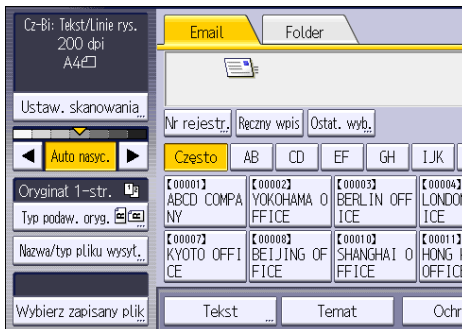 Cz-Bi: Tekst/Linie rys.
200 dpi
A4
Ustaw. skanowania
Auto nasyc.
Oryginał 1-str.
Typ podaw. oryg.
Nazwa/typ pliku wysył.
Wybierz zapisany plik
Email
Folder
Nr rejestr.
Ręczny wpis
Ostat. wyb.
Często
AB
CD
EF
GH
IJK
[00001]
ABCD COMPA
NY
[00002]
YOKOHAMA O
FFICE
[00003]
BERLIN OFF
ICE
[00004]
LONDON
ICE
[00007]
KYOTO OFFI
CE
[00008]
BEIJING OF
FICE
[00010]
SHANGHAI O
FFICE
[00011]
HONG
OFFICE
Tekst
Temat
Ochr